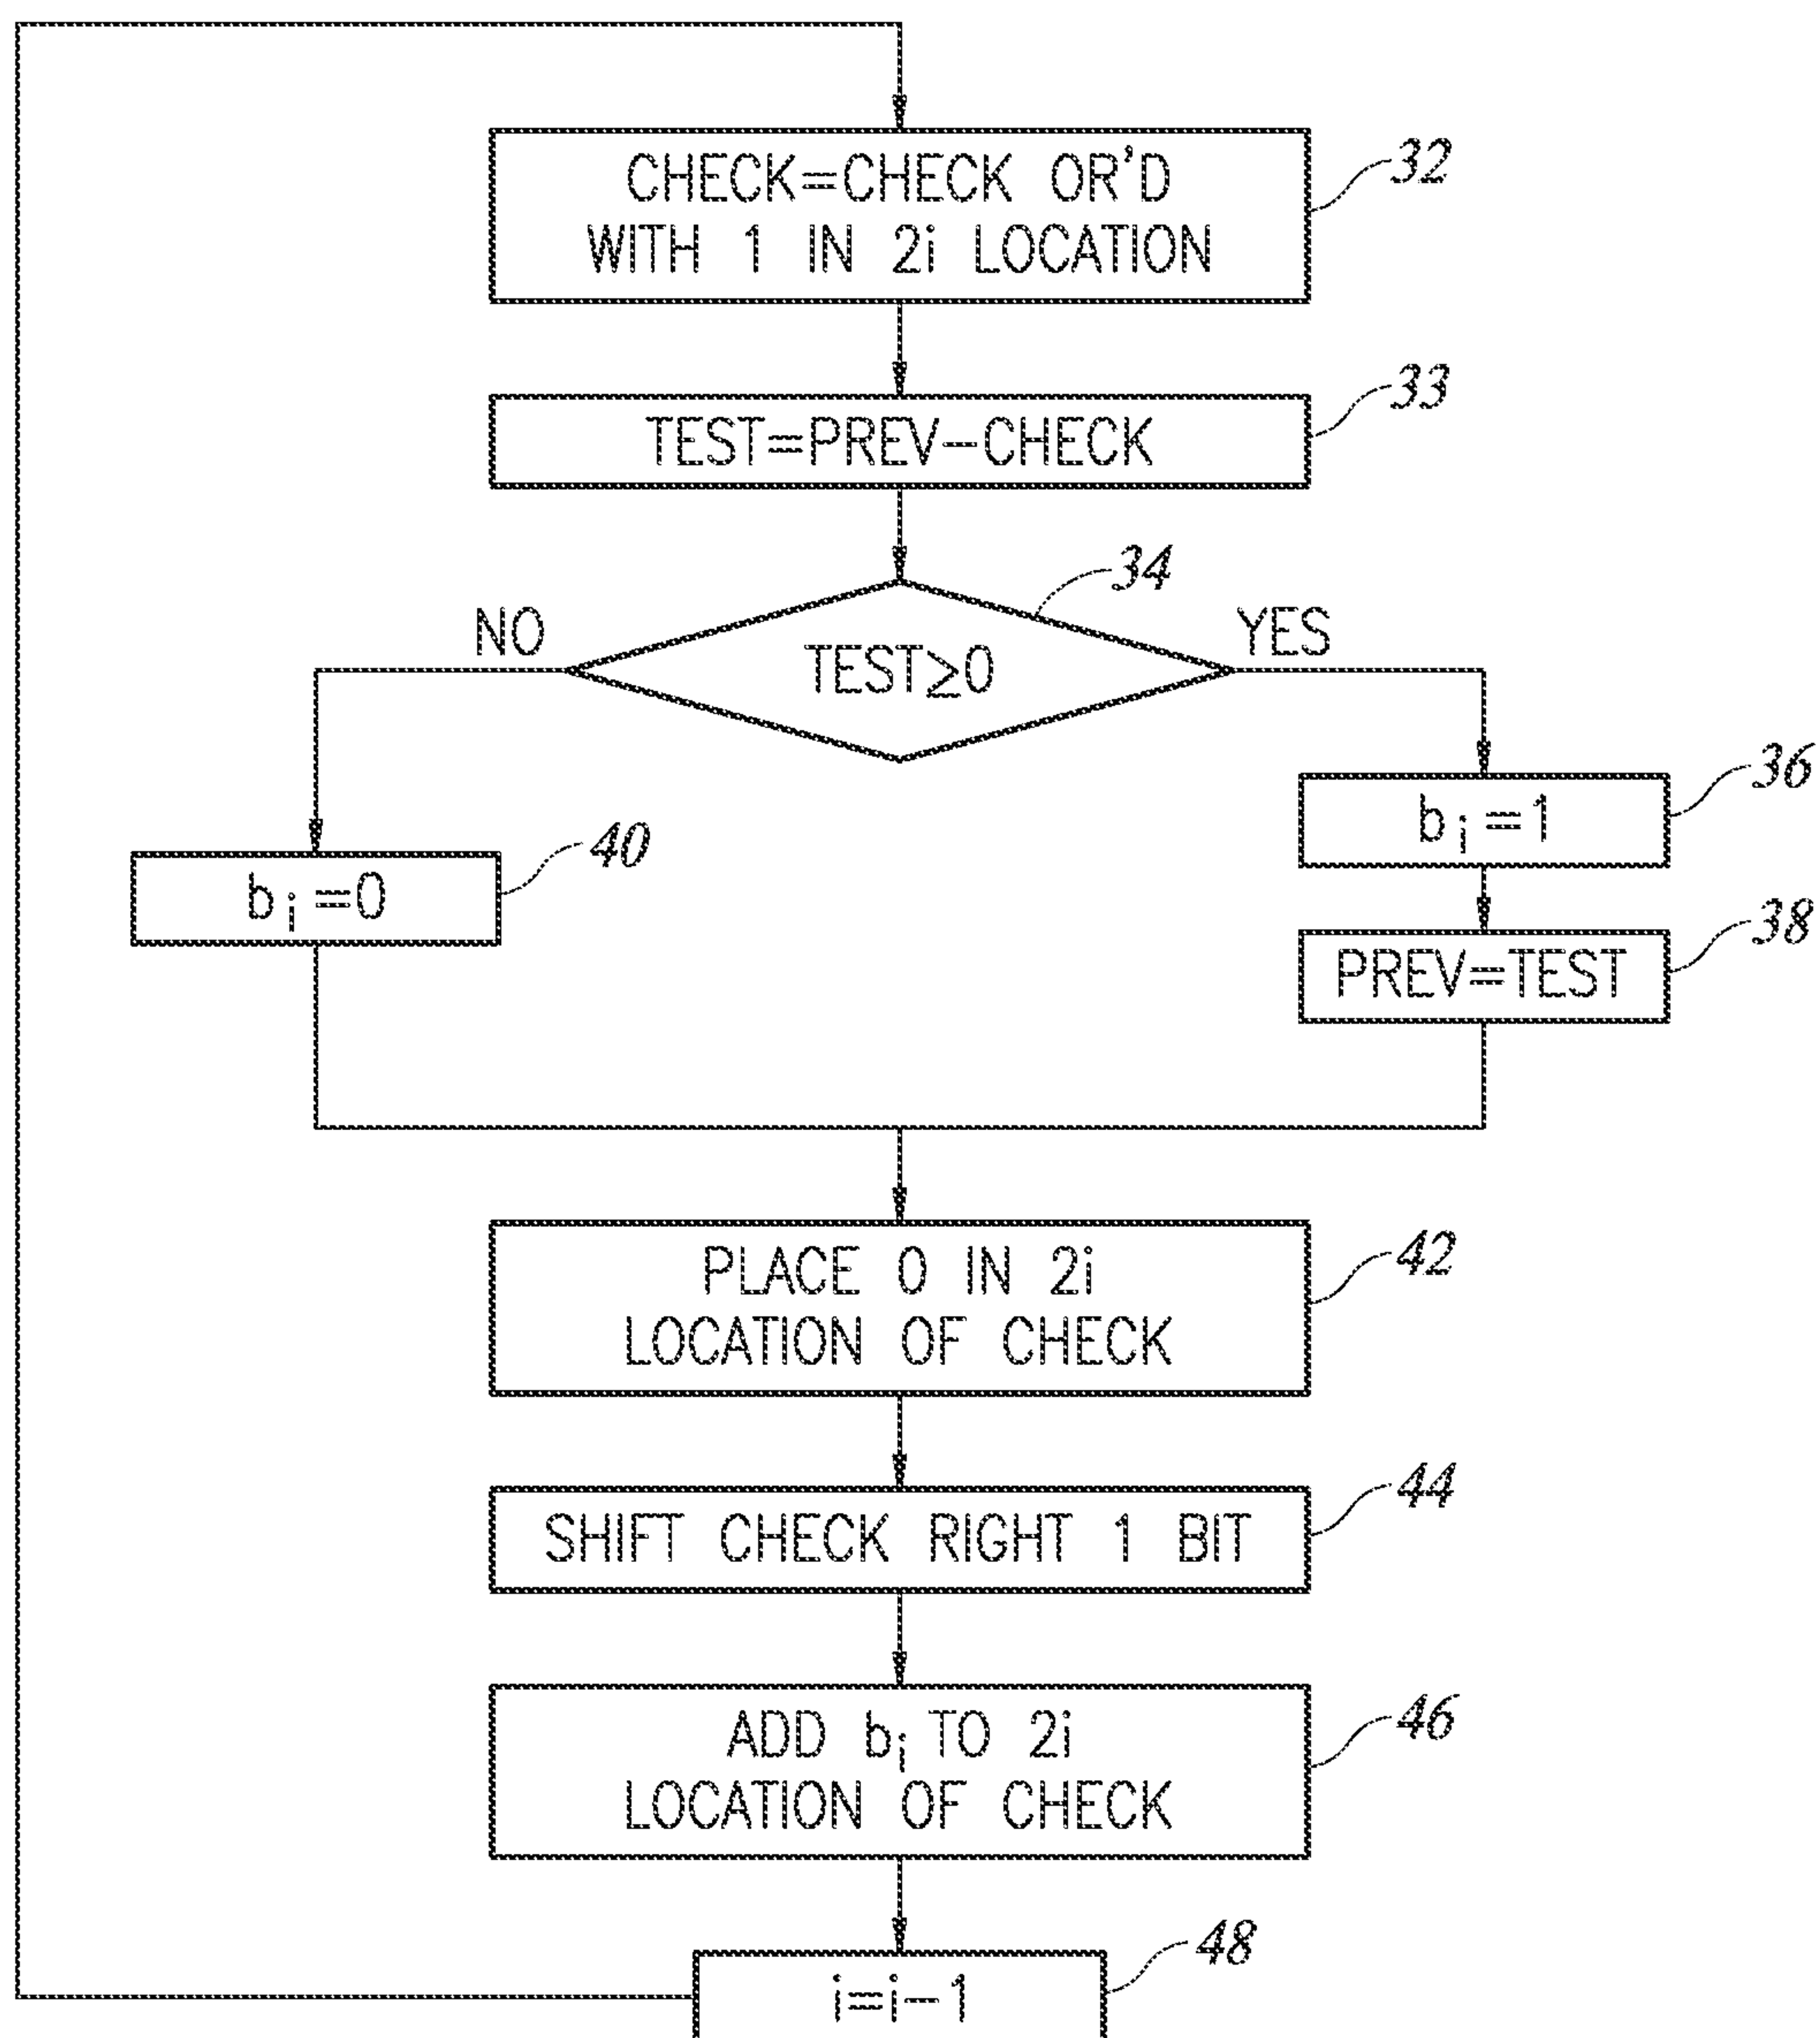 CHECK=CHECK OR'D
WITH 1 IN 2i LOCATION
32
TEST=PREV-CHECK
33
34
NO
TEST≥0
YES
36
b i =1
40
b i =0
38
PREV=TEST
PLACE 0 IN 2i
LOCATION OF CHECK
42
SHIFT CHECK RIGHT 1 BIT
44
ADD b i TO 2i
LOCATION OF CHECK
46
48
i=i-1